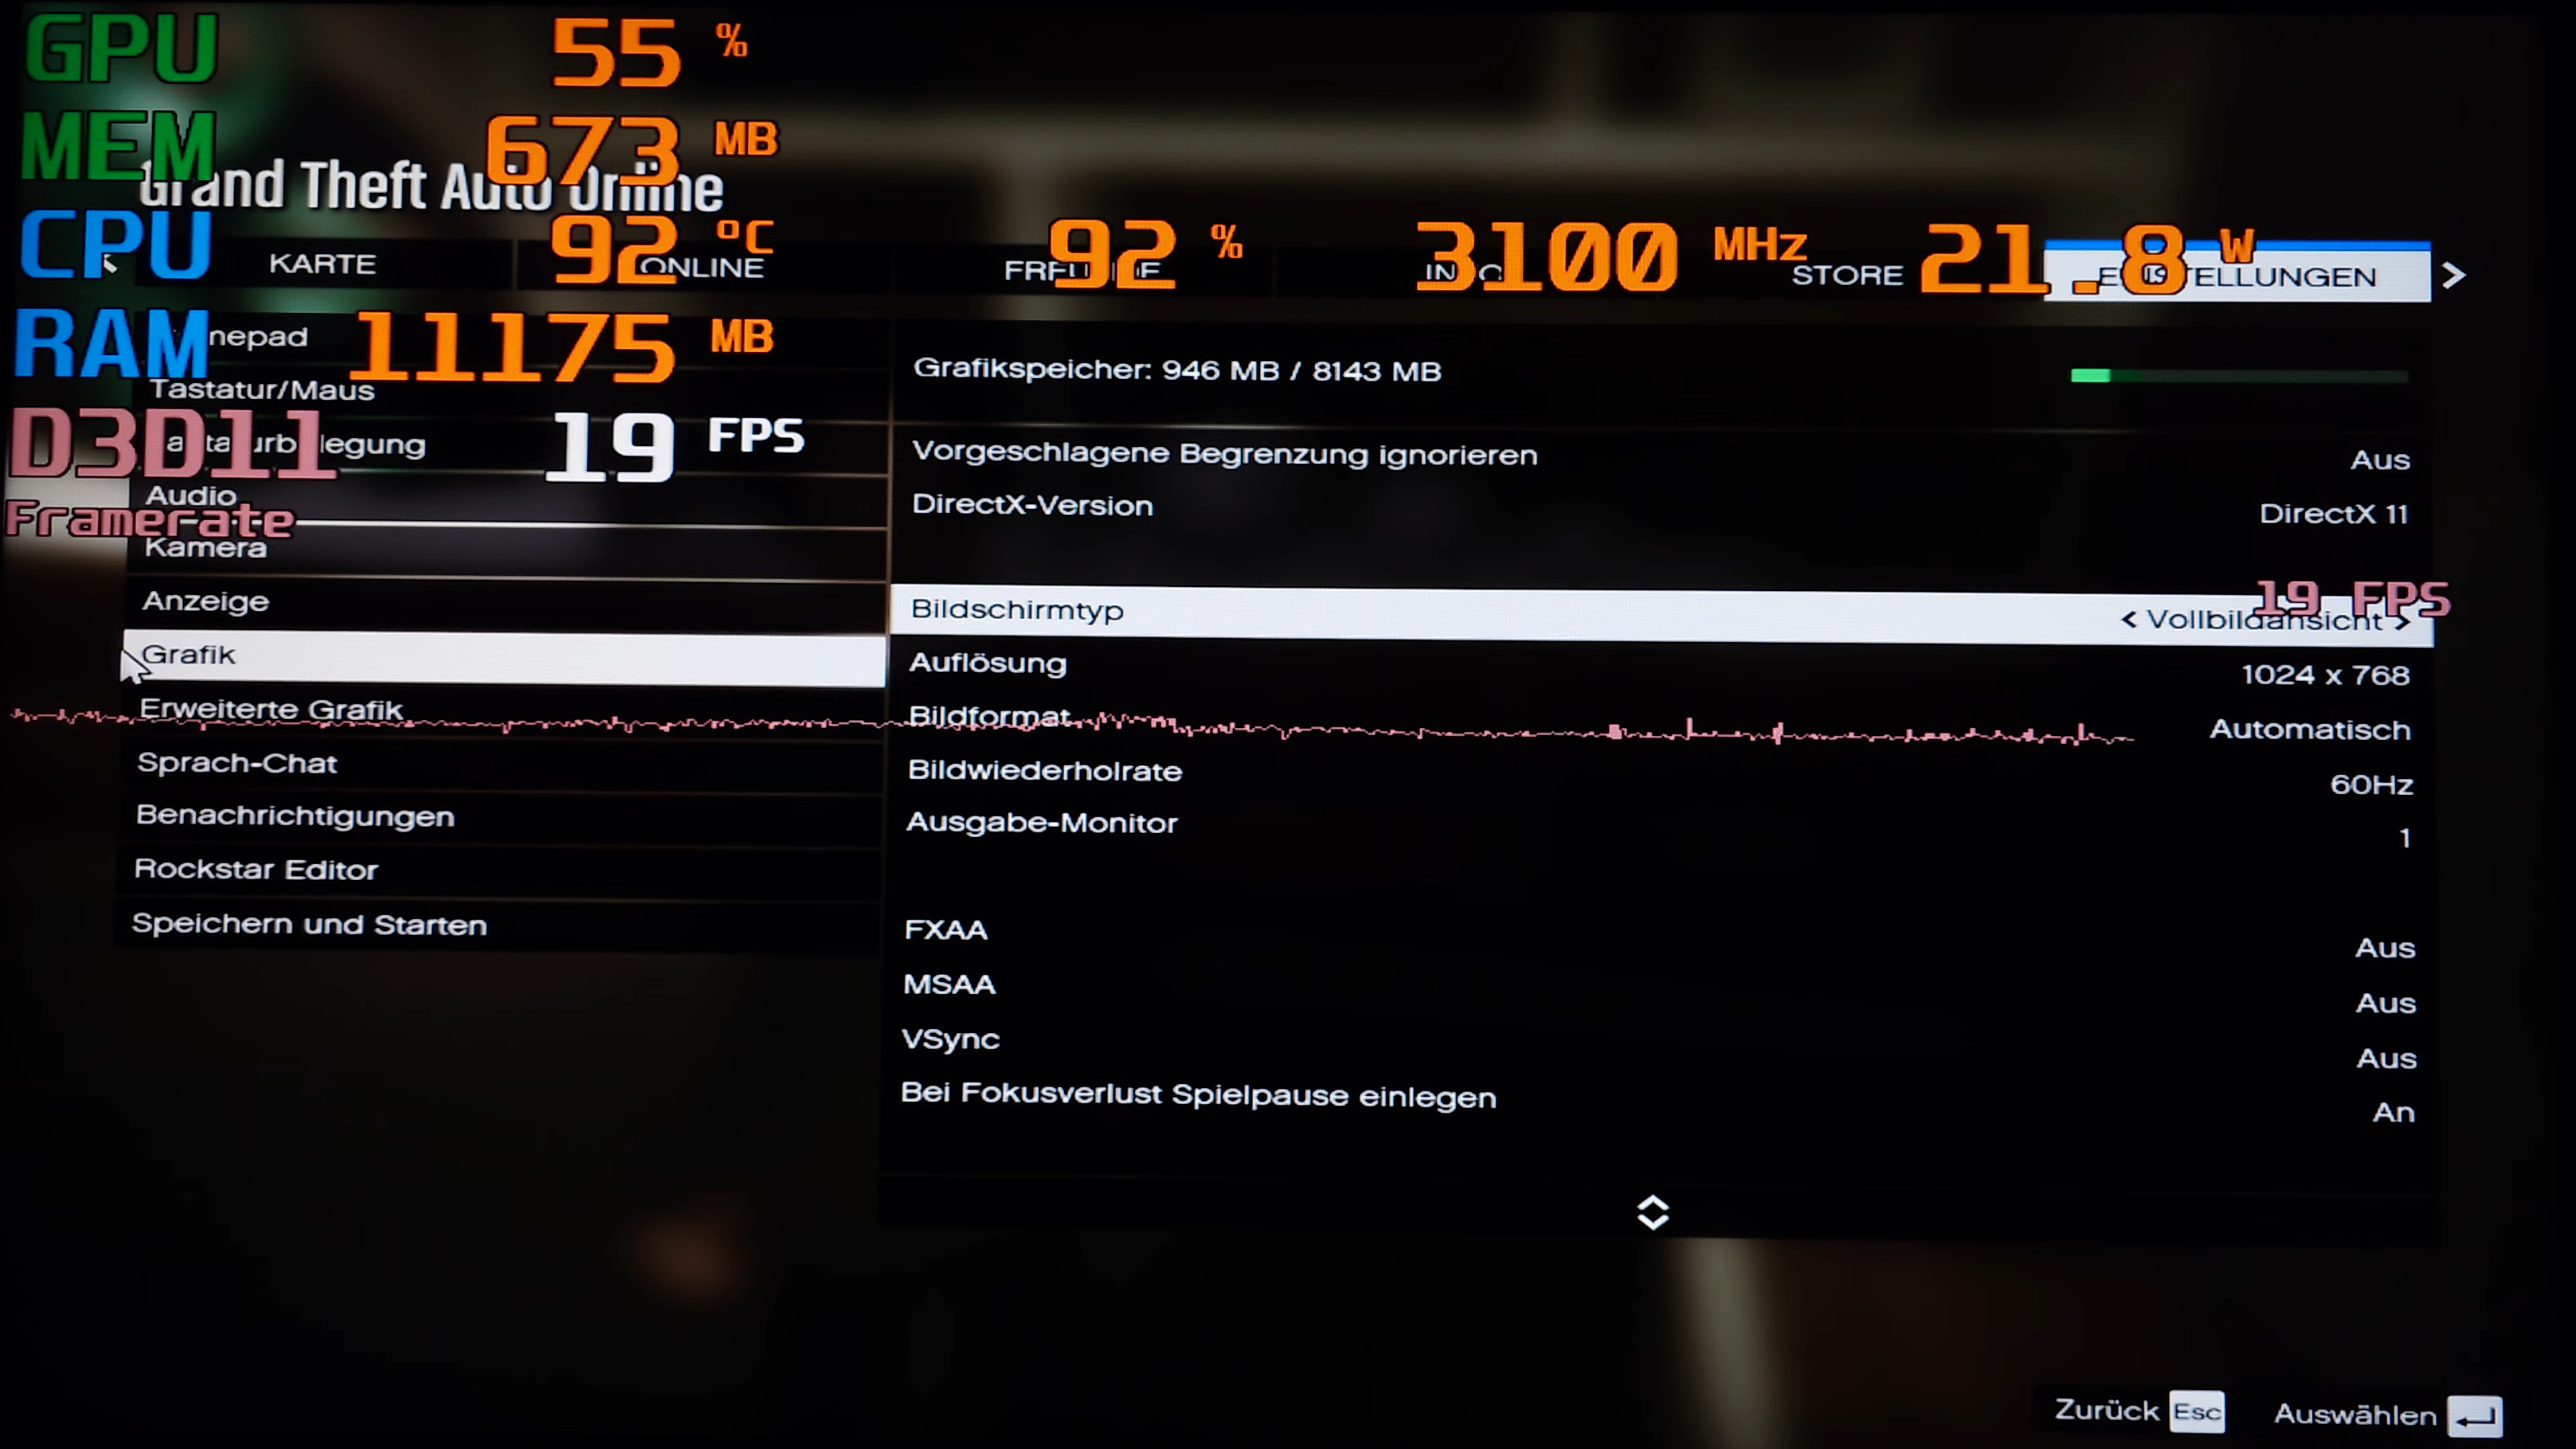 GPU 55 %
MEM 673 MB
Grand Theft Auto Online
CPU 92 °C 92 % 3100 MHz 21.8 W
KARTE ONLINE STORE
RAM 11175 MB
Grafikspeicher: 946 MB / 8143 MB
Tastatur/Maus
D3D11 19 FPS
Vorgeschlagene Begrenzung ignorieren Aus
Audio
DirectX-Version DirectX 11
Framerate
Kamera
19 FPS
Anzeige
Bildschirmtyp < Vollbildansicht >
Grafik
Auflösung 1024 x 768
Erweiterte Grafik
Bildformat Automatisch
Sprach-Chat
Bildwiederholrate 60Hz
Benachrichtigungen
Ausgabe-Monitor 1
Rockstar Editor
Speichern und Starten
FXAA Aus
MSAA Aus
VSync Aus
Bei Fokusverlust Spielpause einlegen An
Zurück Esc Auswählen